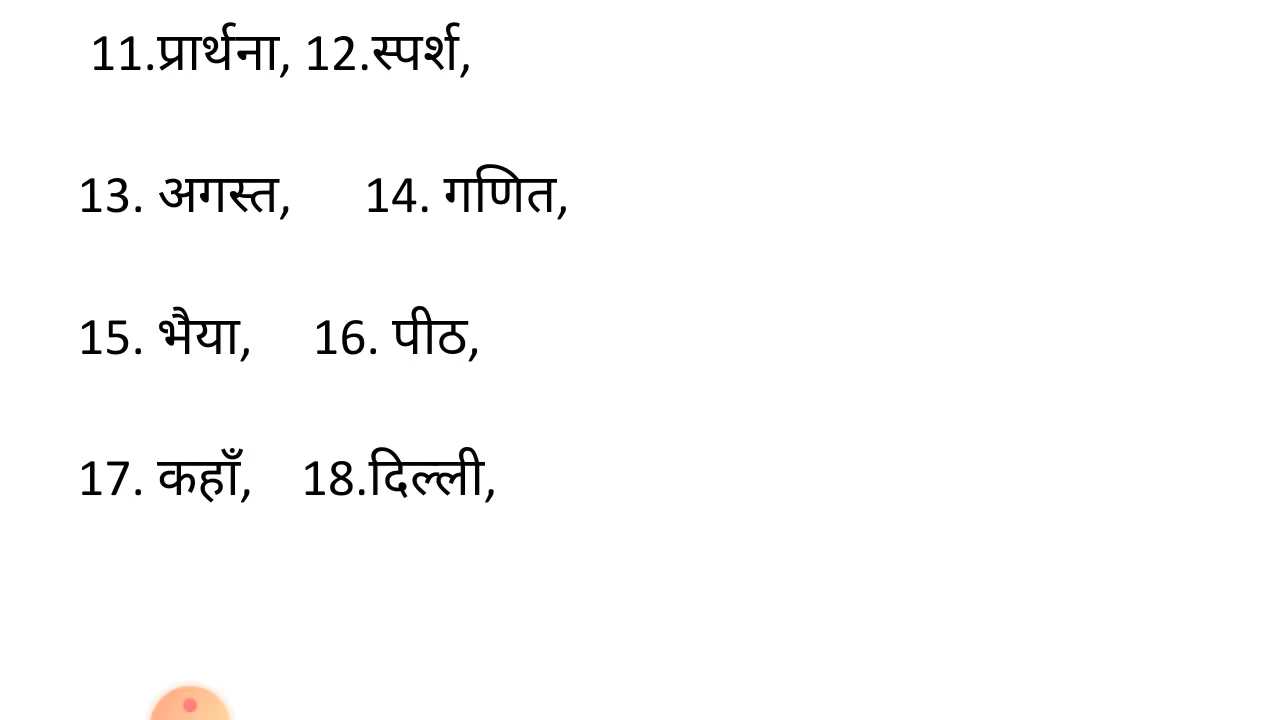 11.प्रार्थना, 12.स्पर्श,
13. अगस्त, 14. गणित,
15. भैया, 16. पीठ,
17. कहाँ, 18.दिल्ली,